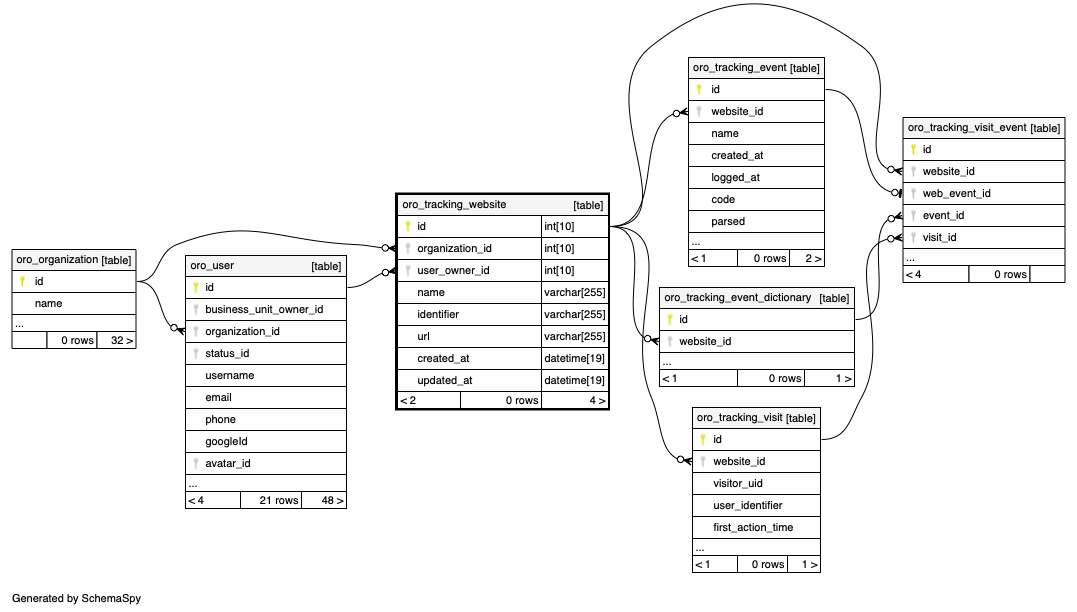 oro_organization [table]
id
name
...
0 rows 32 >
oro_user [table]
id
business_unit_owner_id
organization_id
status_id
username
email
phone
googleId
avatar_id
...
< 4 21 rows 48 >
oro_tracking_website [table]
id int[10]
organization_id int[10]
user_owner_id int[10]
name varchar[255]
identifier varchar[255]
url varchar[255]
created_at datetime[19]
updated_at datetime[19]
< 2 0 rows 4 >
oro_tracking_event [table]
id
website_id
name
created_at
logged_at
code
parsed
...
< 1 0 rows 2 >
oro_tracking_event_dictionary [table]
id
website_id
...
< 1 0 rows 1 >
oro_tracking_visit [table]
id
website_id
visitor_uid
user_identifier
first_action_time
...
< 1 0 rows 1 >
oro_tracking_visit_event [table]
id
website_id
web_event_id
event_id
visit_id
...
< 4 0 rows
Generated by SchemaSpy